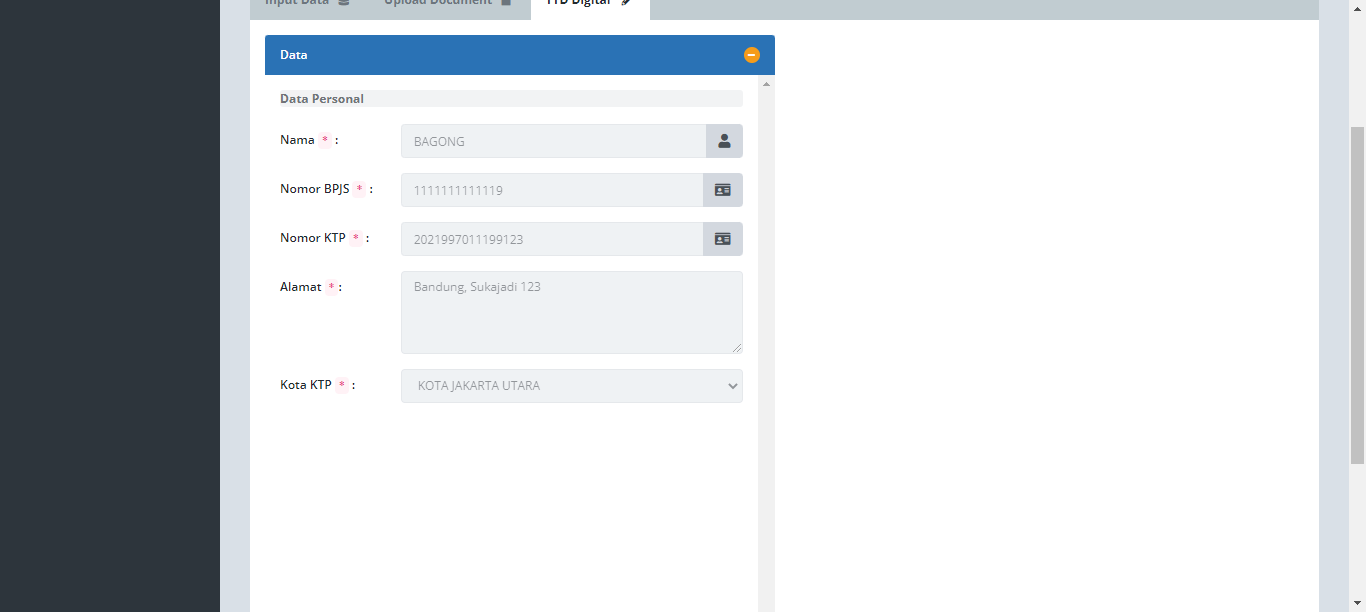 Input Data
Upload Document
TTD Digital
Data
Data Personal
Nama * :
BAGONG
Nomor BPJS * :
1111111111119
Nomor KTP * :
2021997011199123
Alamat * :
Bandung, Sukajadi 123
Kota KTP * :
KOTA JAKARTA UTARA